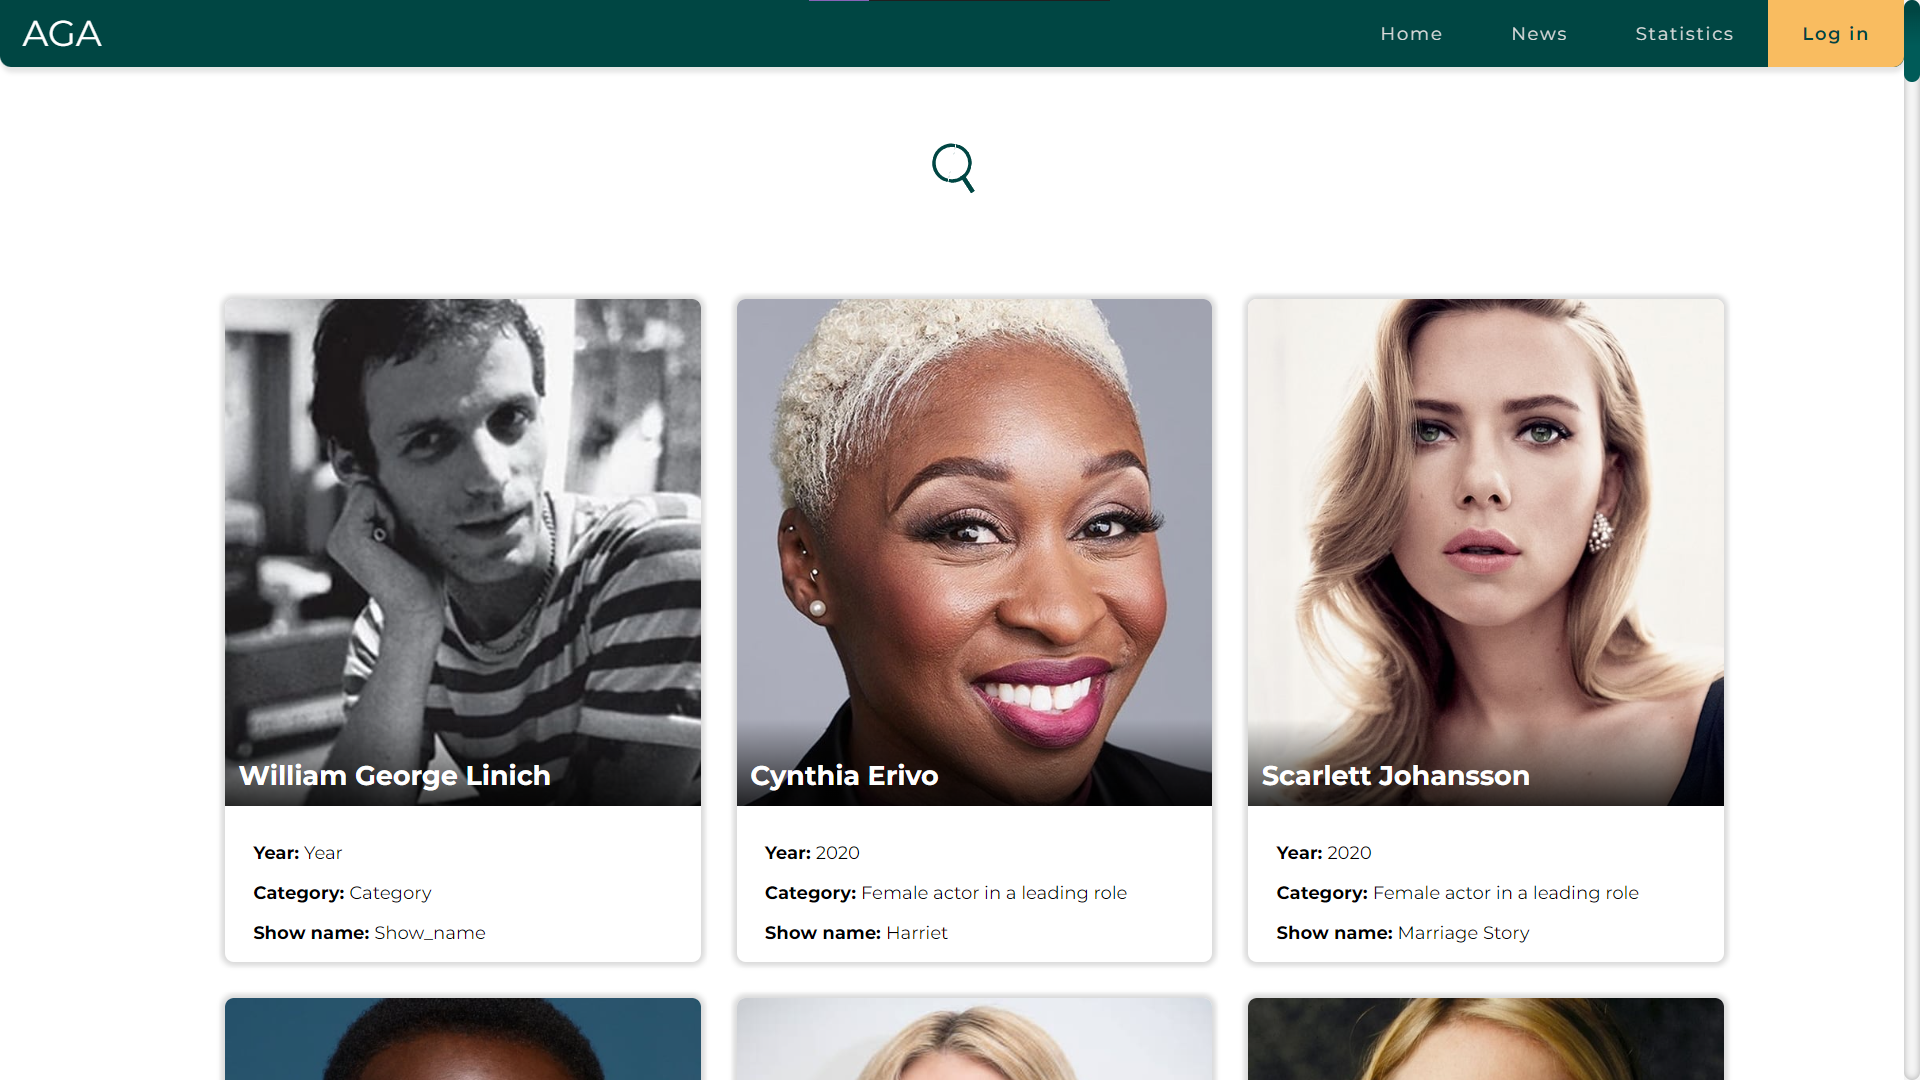 AGA
Home
News
Statistics
Log in
William George Linich
Year: Year
Category: Category
Show name: Show_name
Cynthia Erivo
Year: 2020
Category: Female actor in a leading role
Show name: Harriet
Scarlett Johansson
Year: 2020
Category: Female actor in a leading role
Show name: Marriage Story